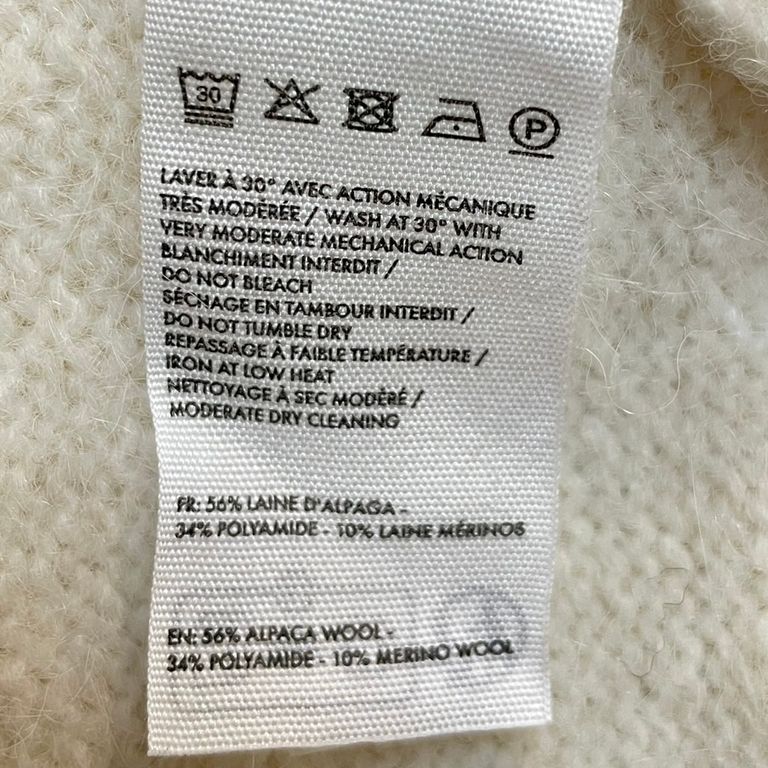 30 P
LAVER À 30° AVEC ACTION MÉCANIQUE
TRÈS MODÉRÉE / WASH AT 30° WITH
VERY MODERATE MECHANICAL ACTION
BLANCHIMENT INTERDIT /
DO NOT BLEACH
SÉCHAGE EN TAMBOUR INTERDIT /
DO NOT TUMBLE DRY
REPASSAGE À FAIBLE TEMPÉRATURE /
IRON AT LOW HEAT
NETTOYAGE À SEC MODÉRÉ /
MODERATE DRY CLEANING
FR: 56% LAINE D'ALPAGA -
34% POLYAMIDE - 10% LAINE MÉRINOS
EN: 56% ALPACA WOOL -
34% POLYAMIDE - 10% MERINO WOOL